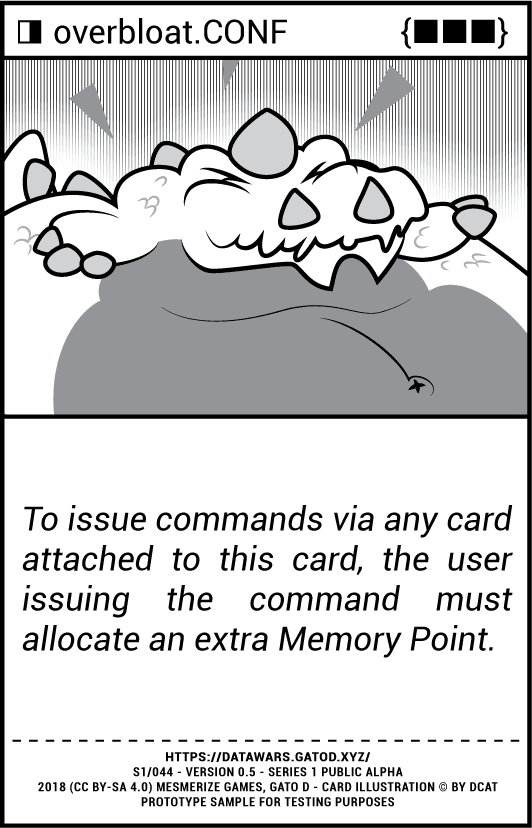 overbloat.CONF {■■■}
To issue commands via any card
attached to this card, the user
issuing the command must
allocate an extra Memory Point.
HTTPS://DATAWARS.GATOD.XYZ/
S1/044 - VERSION 0.5 - SERIES 1 PUBLIC ALPHA
2018 (CC BY-SA 4.0) MESMERIZE GAMES, GATO D - CARD ILLUSTRATION © BY DCAT
PROTOTYPE SAMPLE FOR TESTING PURPOSES